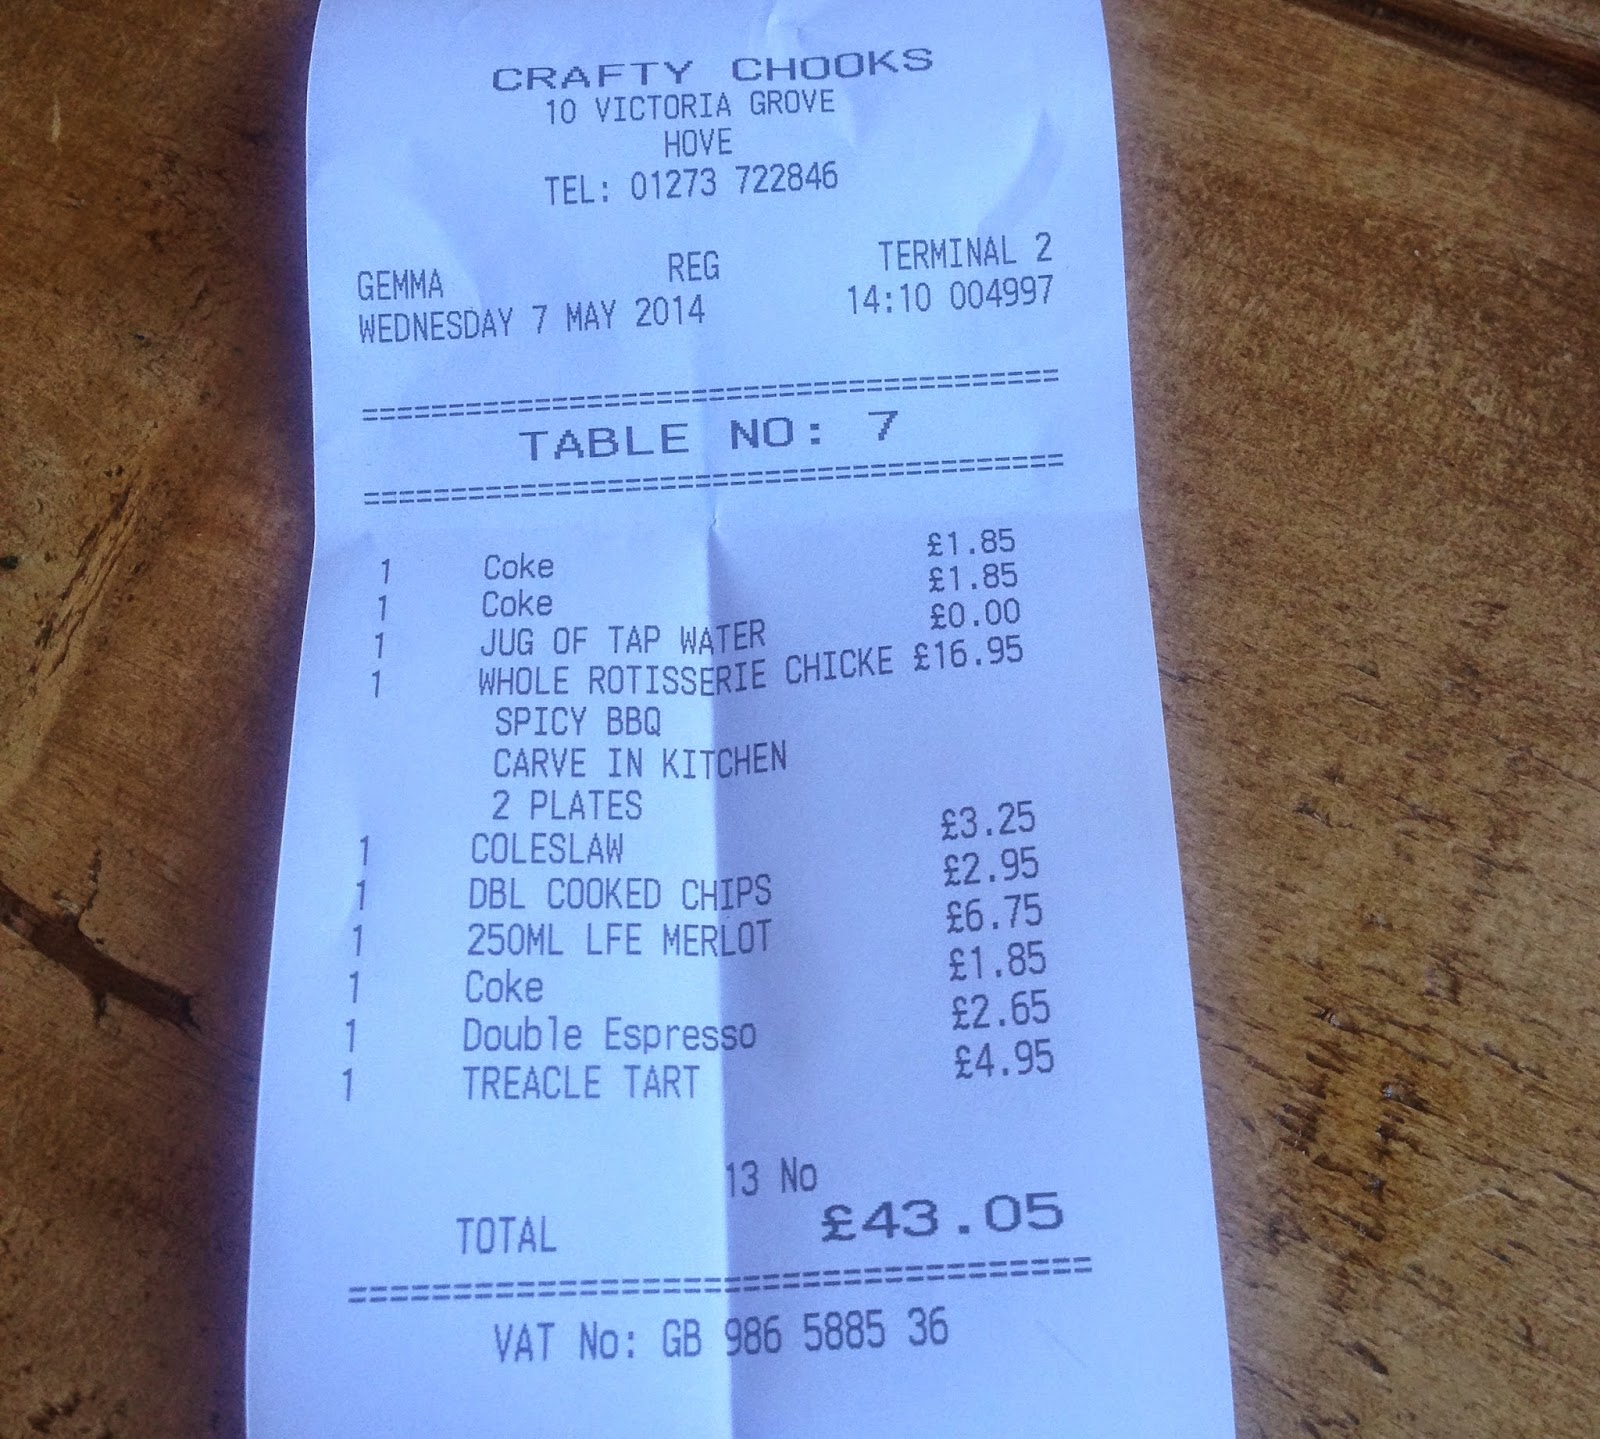 CRAFTY CHOOKS
10 VICTORIA GROVE
HOVE
TEL: 01273 722846
GEMMA REG TERMINAL 2
WEDNESDAY 7 MAY 2014 14:10 004997
====================================
TABLE NO: 7
====================================
1 Coke £1.85
1 Coke £1.85
1 JUG OF TAP WATER £0.00
1 WHOLE ROTISSERIE CHICKE £16.95
SPICY BBQ
CARVE IN KITCHEN
2 PLATES
1 COLESLAW £3.25
1 DBL COOKED CHIPS £2.95
1 250ML LFE MERLOT £6.75
1 Coke £1.85
1 Double Espresso £2.65
1 TREACLE TART £4.95
13 No
TOTAL £43.05
====================================
VAT No: GB 986 5885 36